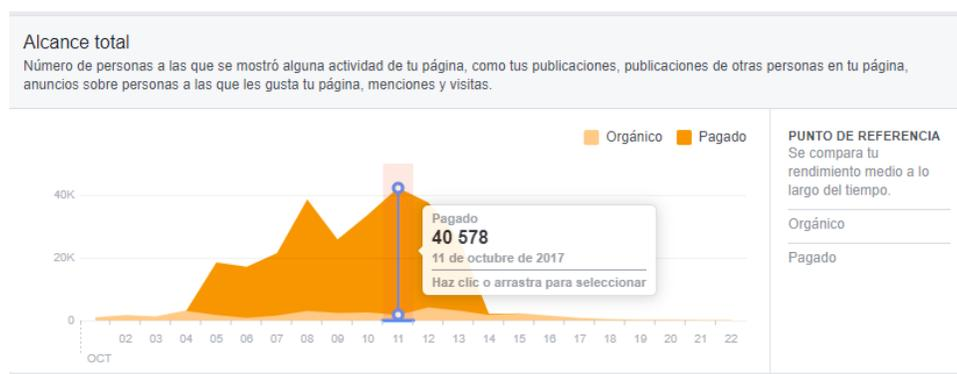 Alcance total
Número de personas a las que se mostró alguna actividad de tu página, como tus publicaciones, publicaciones de otras personas en tu página,
anuncios sobre personas a las que les gusta tu página, menciones y visitas.
Orgánico Pagado
40K
20K
0
Pagado
40 578
11 de octubre de 2017
Haz clic o arrastra para seleccionar
02 03 04 05 06 07 08 09 10 11 12 13 14 15 16 17 18 19 20 21 22
OCT
PUNTO DE REFERENCIA
Se compara tu
rendimiento medio a lo
largo del tiempo.
Orgánico
Pagado